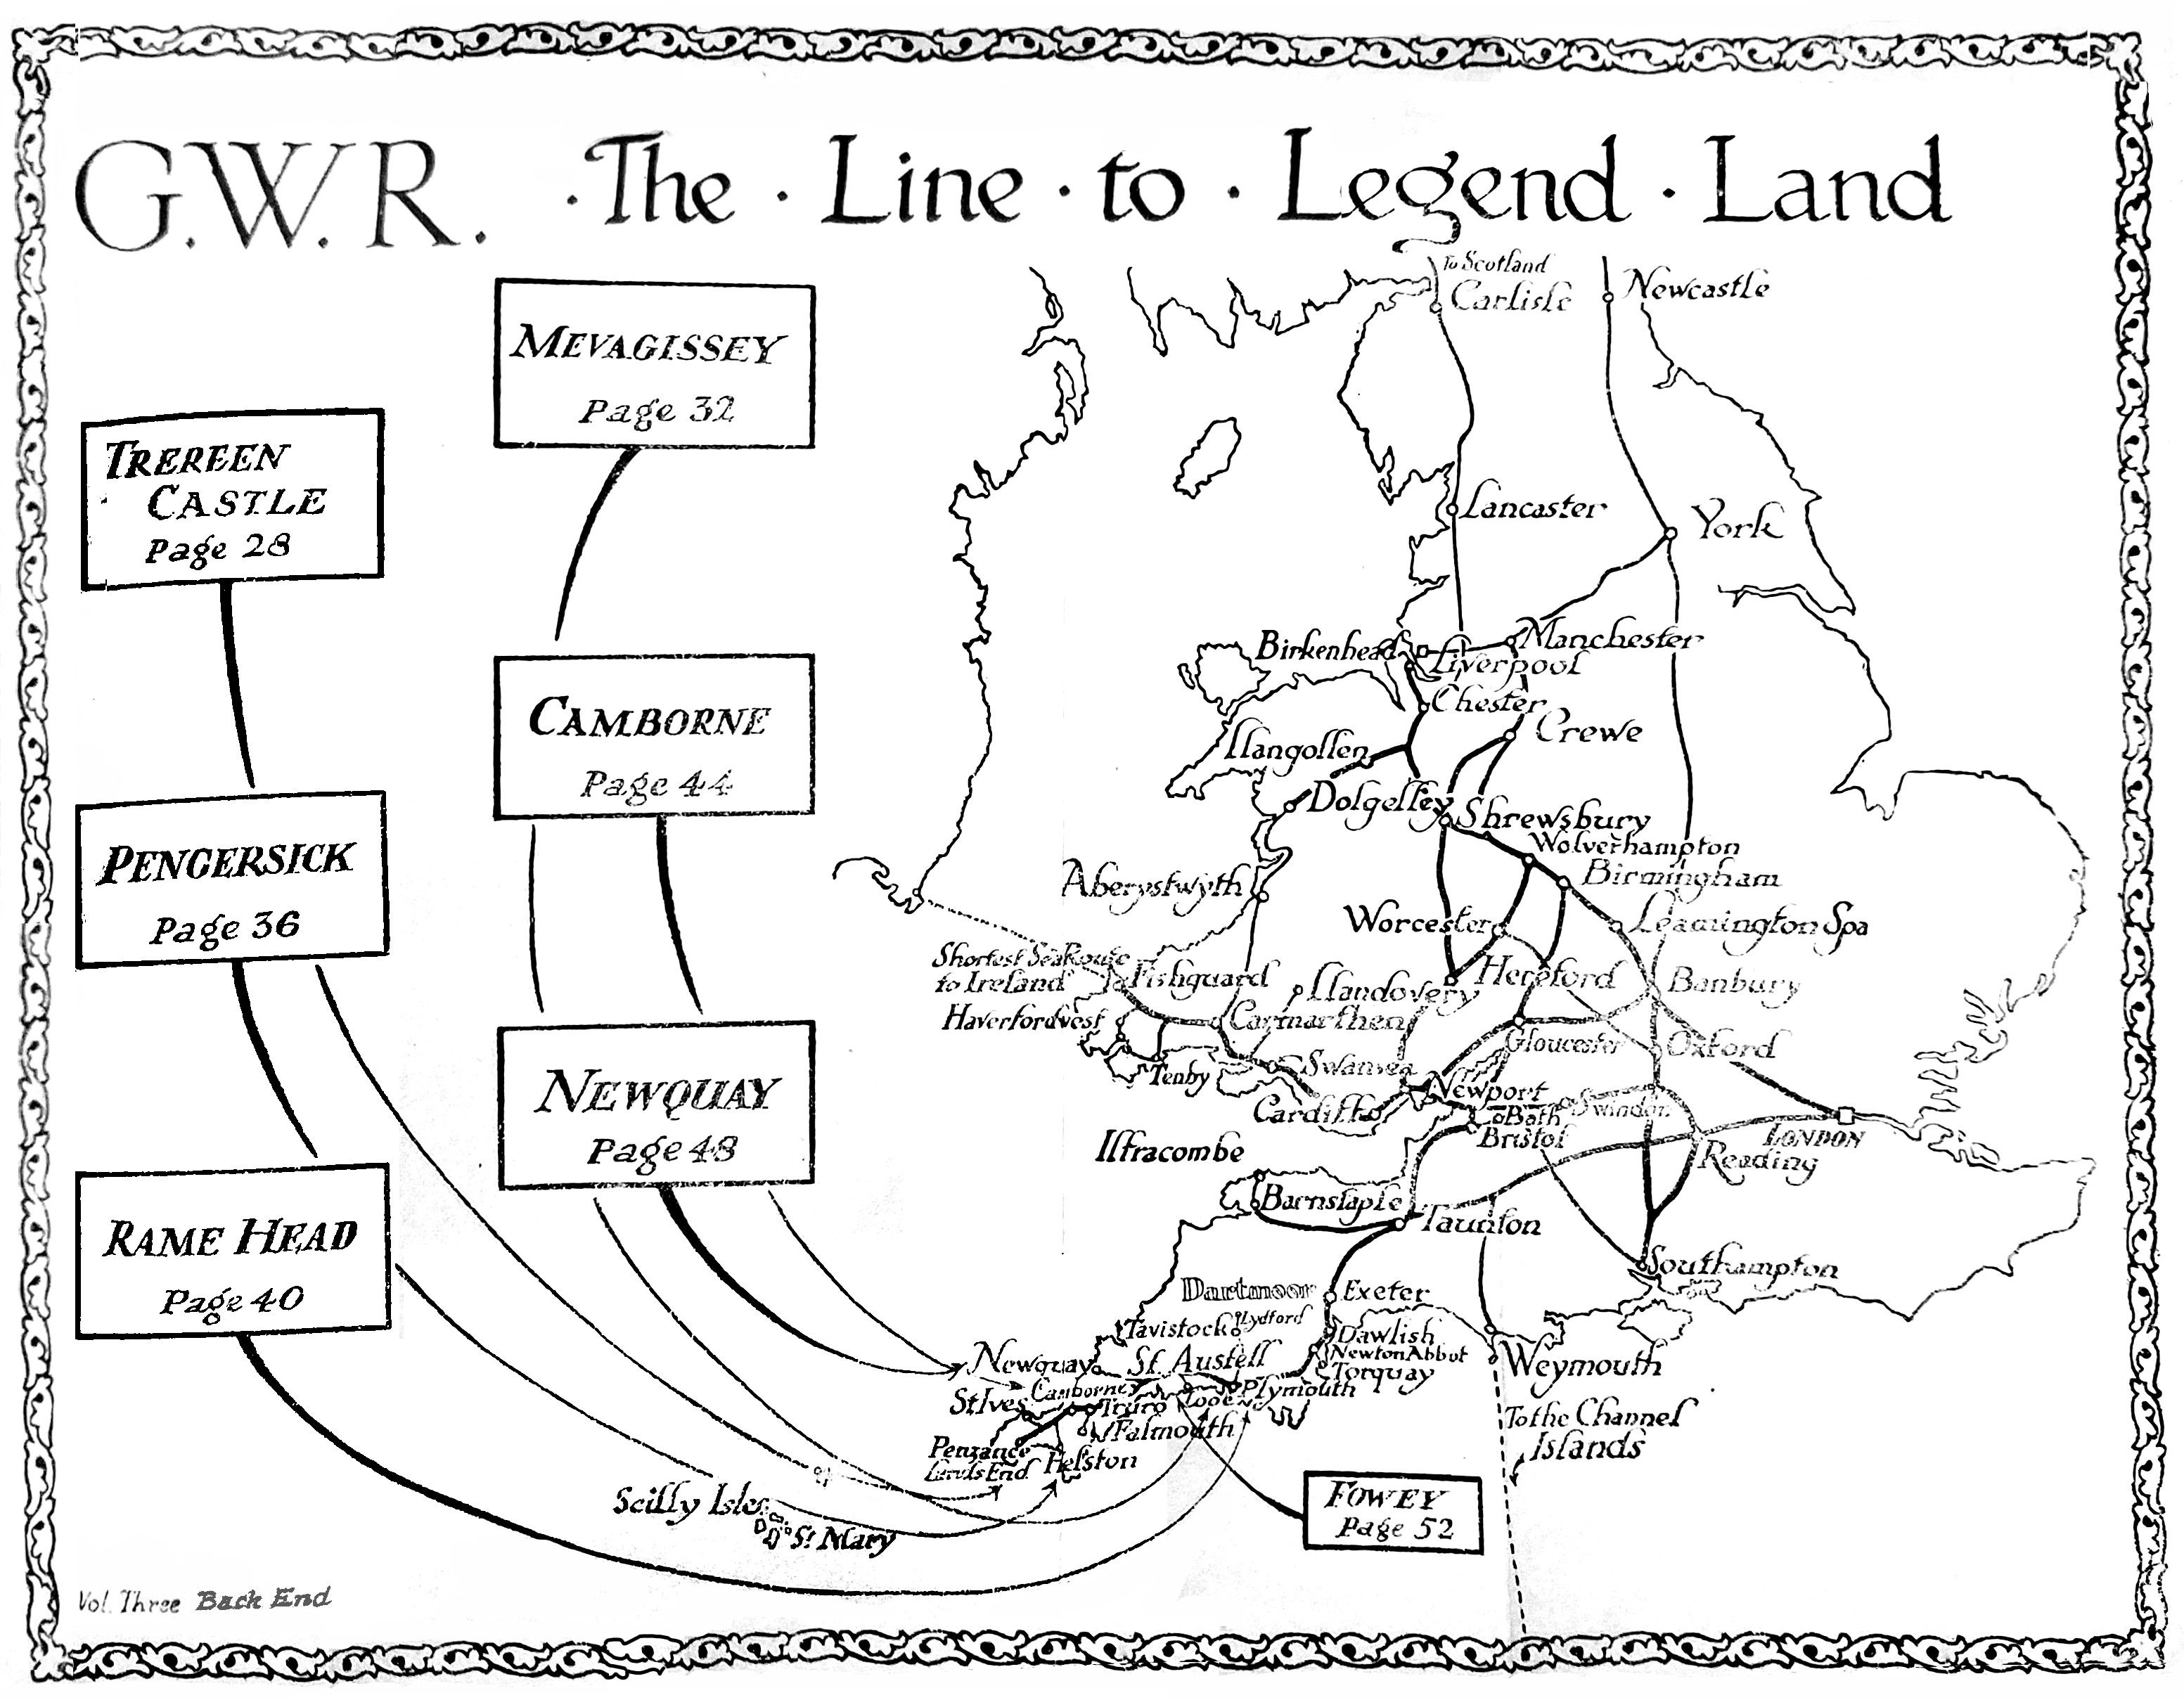 G.W.R. · The · Line · to · Legend · Land
MEVAGISSEY
Page 32
TREREEN
CASTLE
Page 28
CAMBORNE
Page 44
PENGERSICK
Page 36
NEWQUAY
Page 48
RAME HEAD
Page 40
FOWEY
Page 52
To Scotland
Carlisle
Newcastle
Lancaster
York
Birkenhead
Manchester
Liverpool
Chester
Crewe
Llangollen
Dolgelley
Shrewsbury
Wolverhampton
Birmingham
Aberystwyth
Worcester
Leamington Spa
Shortest Sea Route
to Ireland
Fishguard
Llandovery
Hereford
Banbury
Haverfordwest
Carmarthen
Gloucester
Oxford
Tenby
Swansea
Newport
Cardiff
Bath
Swindon
Bristol
LONDON
Reading
Ilfracombe
Barnstaple
Taunton
Southampton
Dartmoor
Exeter
Lydford
Tavistock
Dawlish
Newton Abbot
Torquay
Newquay
St. Austell
Weymouth
St Ives
Camborne
Truro
Looe
Plymouth
Falmouth
To the Channel
Islands
Penzance
Lands End
Helston
Scilly Isles
St Mary
Vol. Three Back End